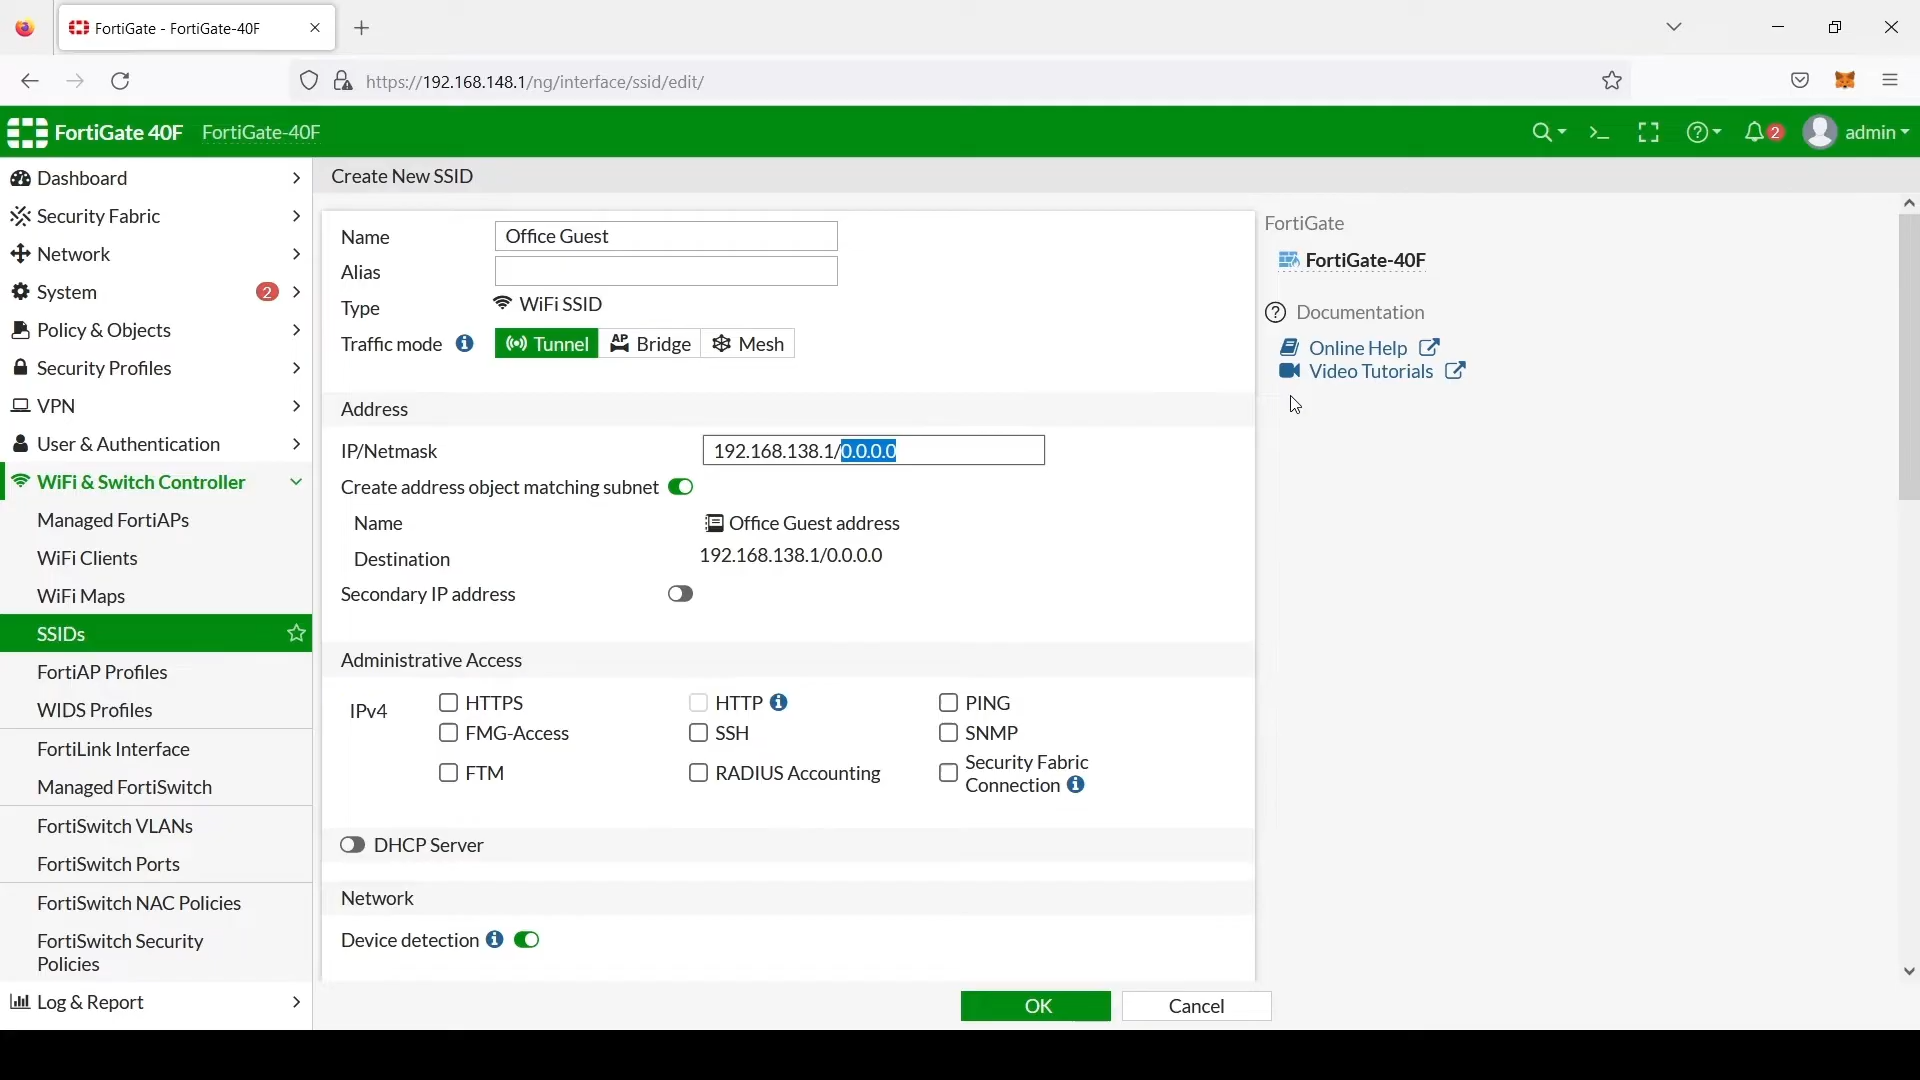 FortiGate - FortiGate-40F
https://192.168.148.1/ng/interface/ssid/edit/
FortiGate 40F FortiGate-40F
2 admin
Dashboard
Security Fabric
Network
System 2
Policy & Objects
Security Profiles
VPN
User & Authentication
WiFi & Switch Controller
Managed FortiAPs
WiFi Clients
WiFi Maps
SSIDs
FortiAP Profiles
WIDS Profiles
FortiLink Interface
Managed FortiSwitch
FortiSwitch VLANs
FortiSwitch Ports
FortiSwitch NAC Policies
FortiSwitch Security
Policies
Log & Report
Create New SSID
Name Office Guest
Alias
Type WiFi SSID
Traffic mode Tunnel AP Bridge Mesh
Address
IP/Netmask 192.168.138.1/0.0.0.0
Create address object matching subnet
Name Office Guest address
Destination 192.168.138.1/0.0.0.0
Secondary IP address
Administrative Access
IPv4 HTTPS HTTP PING
FMG-Access SSH SNMP
FTM RADIUS Accounting Security Fabric
Connection
DHCP Server
Network
Device detection
OK Cancel
FortiGate
FortiGate-40F
Documentation
Online Help
Video Tutorials